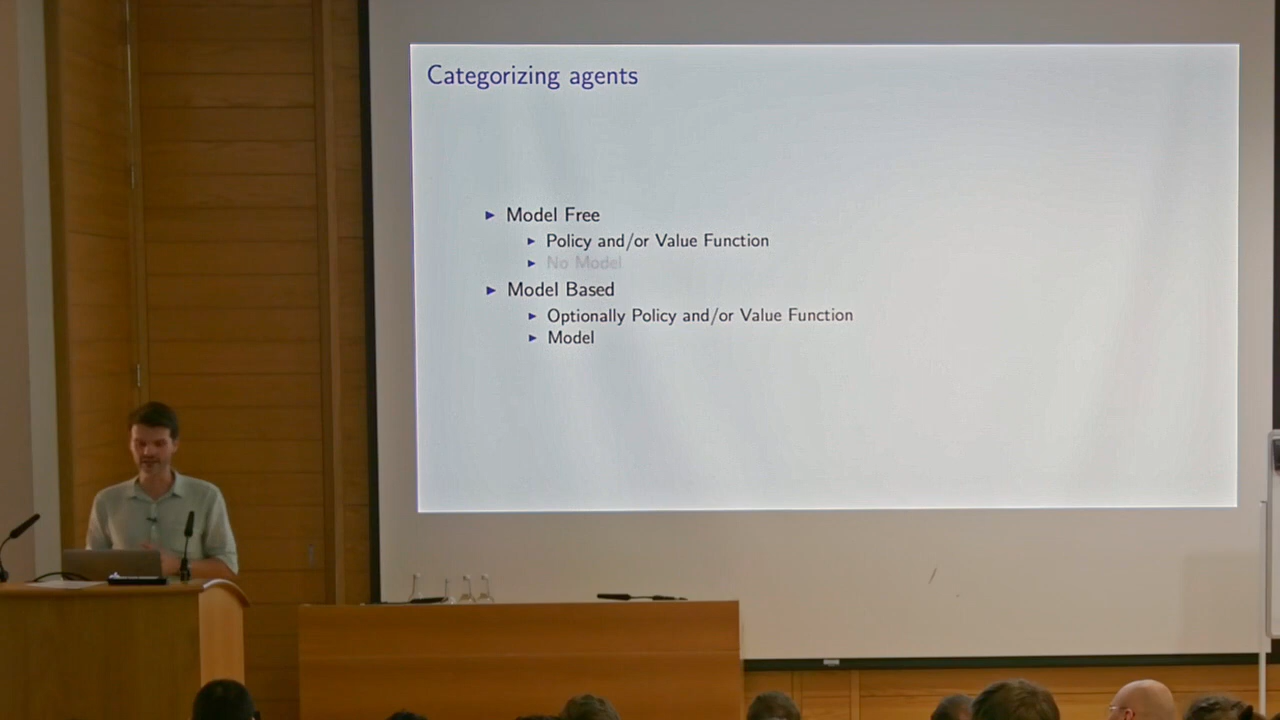 Categorizing agents
Model Free
Policy and/or Value Function
No Model
Model Based
Optionally Policy and/or Value Function
Model